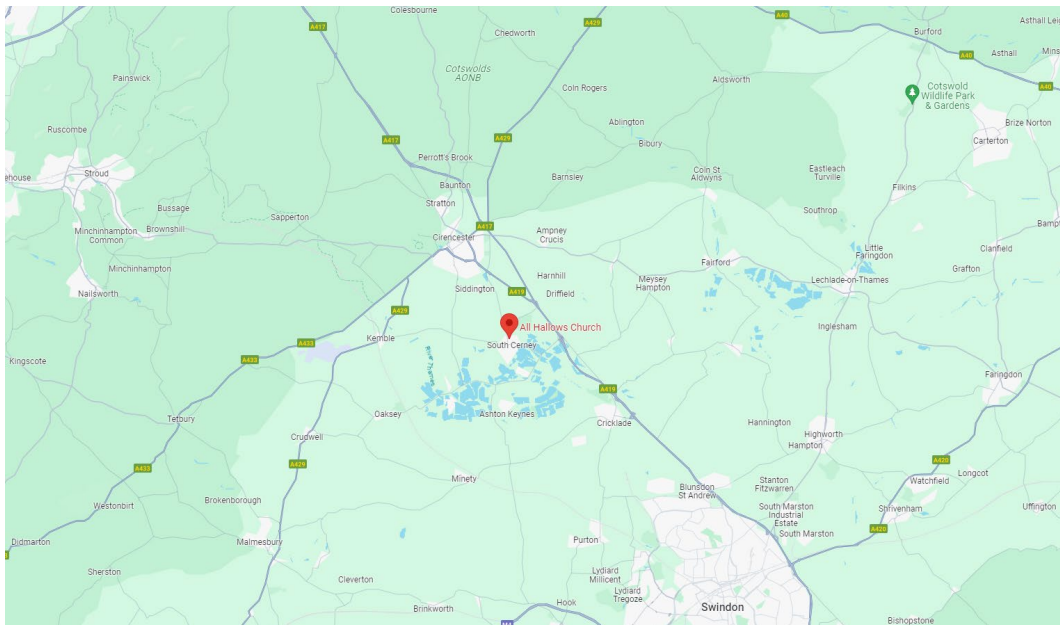 Colesbourne
A417
A429
Chedworth
A40
Burford
Asthall Leig
Asthall
Mins
A40
A40
Painswick
Cotswolds
AONB
Coln Rogers
Aldsworth
Cotswold
Wildlife Park
& Gardens
Brize Norton
Ruscombe
A417
A429
Ablington
Bibury
Carterton
Perrott's Brook
ehouse
Stroud
Baunton
Barnsley
Coln St
Aldwyns
Eastleach
Turville
Filkins
Stratton
Bussage
Sapperton
Southrop
Bampt
Minchinhampton
Common
Brownshill
Cirencester
A417
Ampney
Crucis
Little
Faringdon
Clanfield
Minchinhampton
Fairford
Grafton
Harnhill
Meysey
Hampton
Lechlade-on-Thames
Nailsworth
Siddington
A419
Driffield
A429
All Hallows Church
Inglesham
Kemble
South Cerney
A433
Kingscote
A433
River Thames
Faringdon
A419
Tetbury
Oaksey
Ashton Keynes
Cricklade
Hannington
Highworth
Crudwell
Hampton
A433
A429
A420
Minety
Stanton
Fitzwarren
Longcot
Watchfield
Blunsdon
St Andrew
Westonbirt
Brokenborough
South Marston
Industrial
Estate
Shrivenham
Uffington
A420
South Marston
Didmarton
Malmesbury
Purton
Sherston
Cleverton
Lydiard
Millicent
Lydiard
Tregoze
Hook
Brinkworth
Swindon
Bishopstone